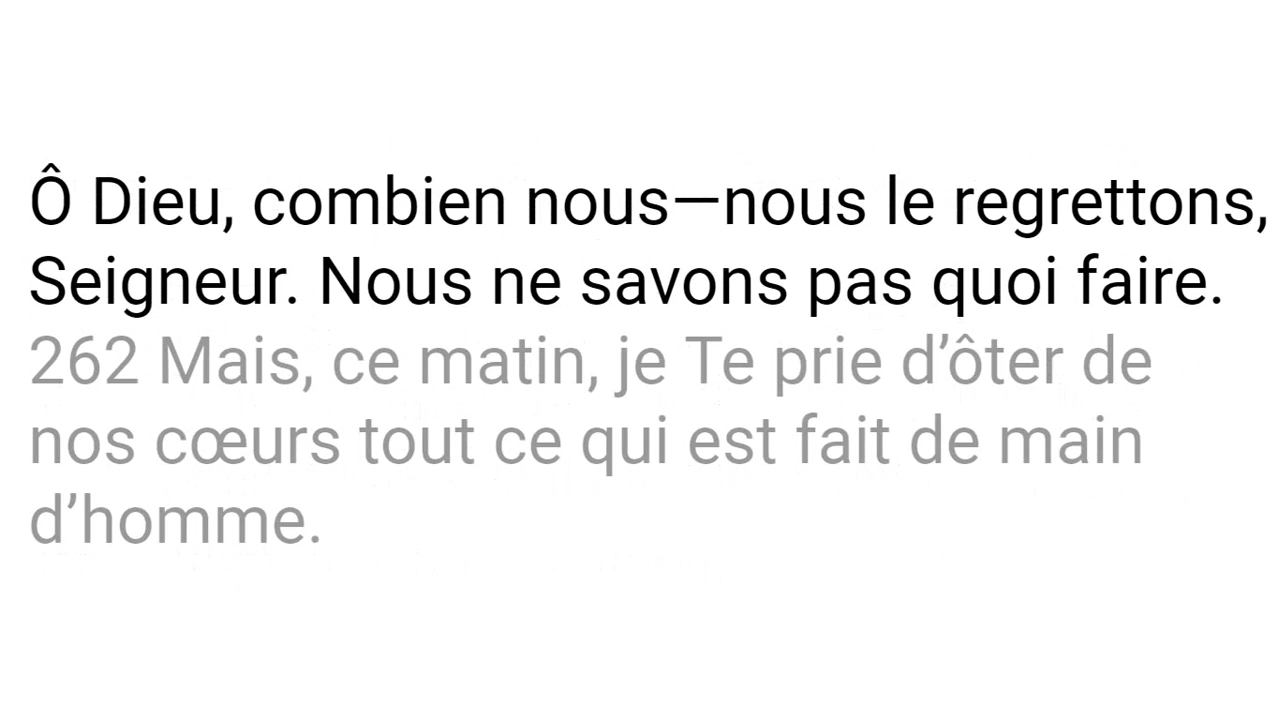 Ô Dieu, combien nous—nous le regrettons,
Seigneur. Nous ne savons pas quoi faire.
262 Mais, ce matin, je Te prie d’ôter de
nos cœurs tout ce qui est fait de main
d’homme.